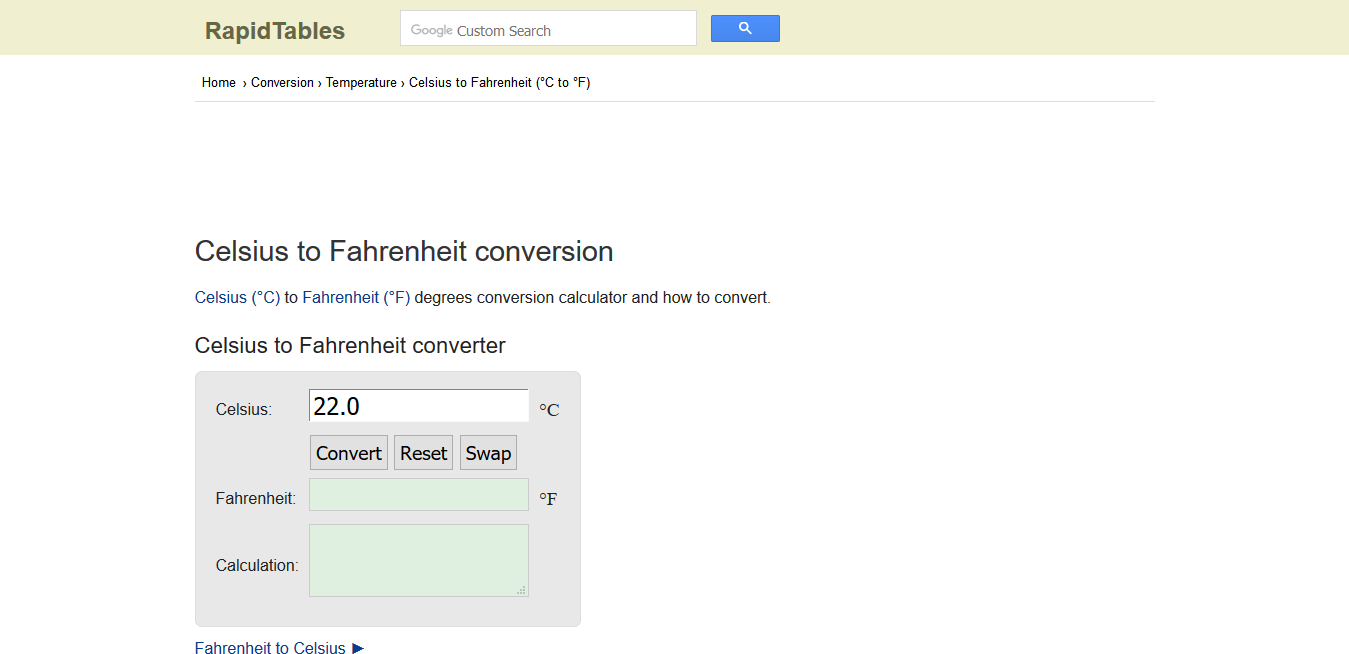 RapidTables
Google Custom Search
Home › Conversion › Temperature › Celsius to Fahrenheit (°C to °F)
Celsius to Fahrenheit conversion
Celsius (°C) to Fahrenheit (°F) degrees conversion calculator and how to convert.
Celsius to Fahrenheit converter
Celsius: 22.0 °C
Convert Reset Swap
Fahrenheit: °F
Calculation:
Fahrenheit to Celsius ►